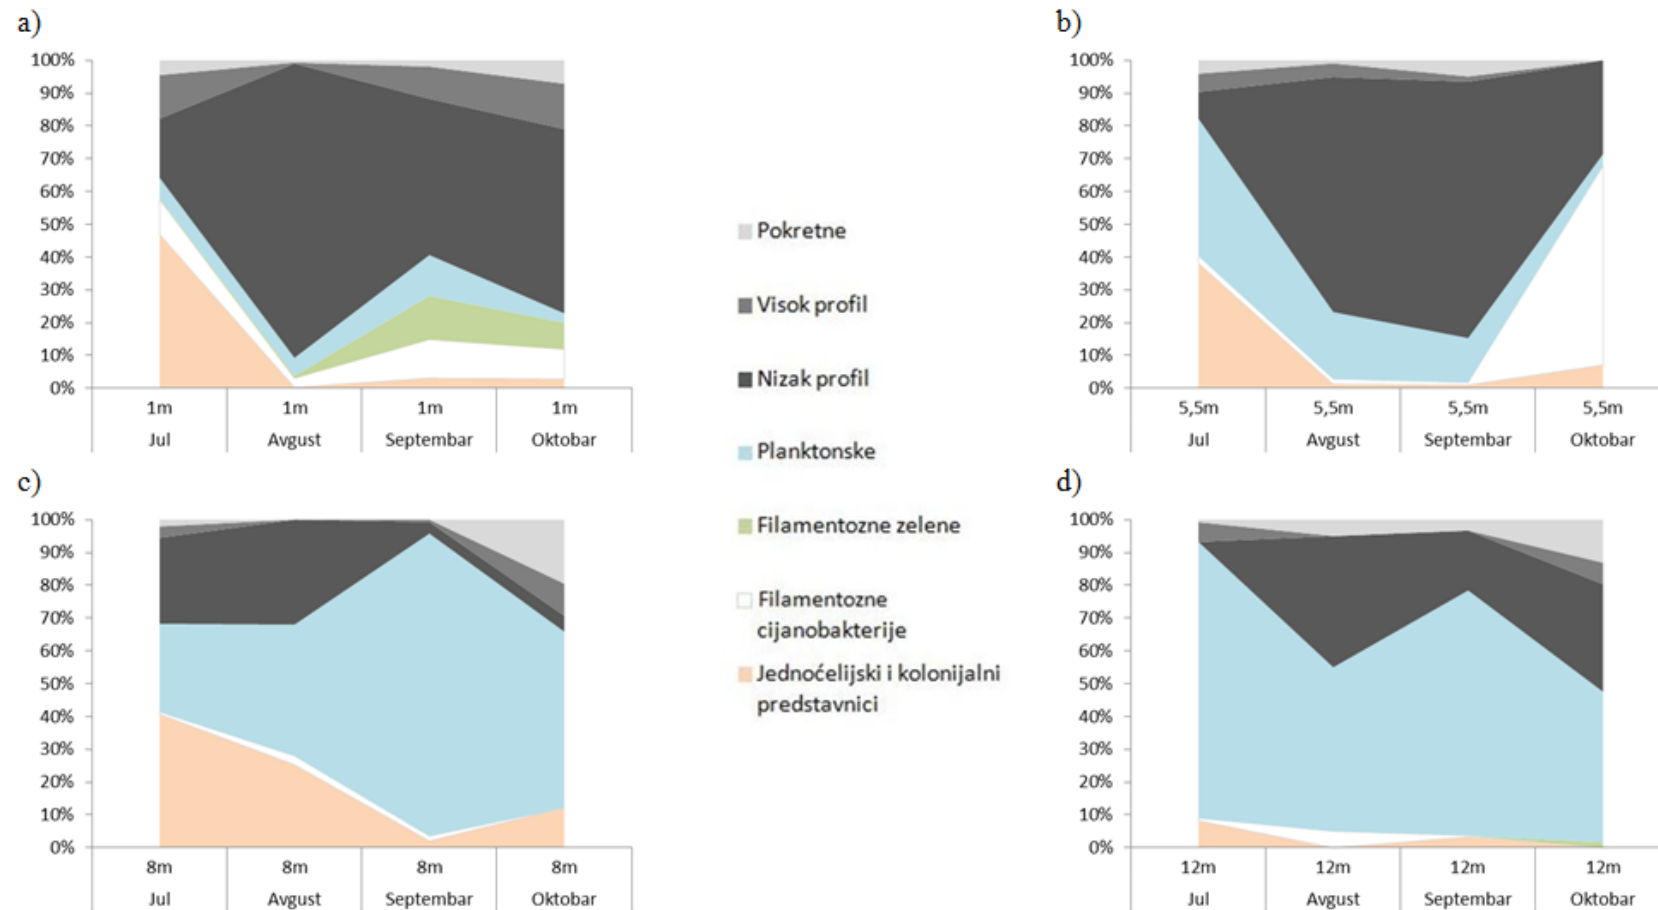 a)
100%
90%
80%
70%
60%
50%
40%
30%
20%
10%
0%
1m 1m 1m 1m
Jul Avgust Septembar Oktobar
b)
100%
90%
80%
70%
60%
50%
40%
30%
20%
10%
0%
5,5m 5,5m 5,5m 5,5m
Jul Avgust Septembar Oktobar
Pokretne
Visok profil
Nizak profil
Planktonske
Filamentozne zelene
Filamentozne
cijanobakterije
Jednoćelijski i kolonijalni
predstavnici
c)
100%
90%
80%
70%
60%
50%
40%
30%
20%
10%
0%
8m 8m 8m 8m
Jul Avgust Septembar Oktobar
d)
100%
90%
80%
70%
60%
50%
40%
30%
20%
10%
0%
12m 12m 12m 12m
Jul Avgust Septembar Oktobar